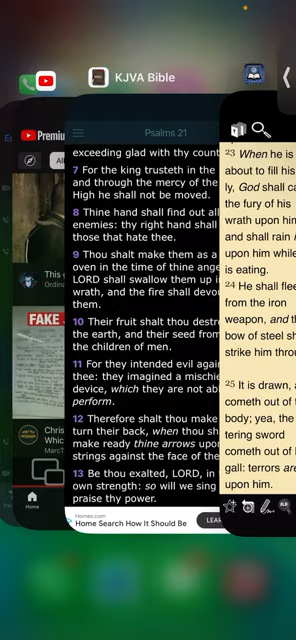 KJVA Bible
Premium
All
This g
Ordina
FAKE
Chris
Which
Marc
Home
Psalms 21
exceeding glad with thy count
7 For the king trusteth in the
and through the mercy of the
High he shall not be moved.
8 Thine hand shall find out all
enemies: thy right hand shall
those that hate thee.
9 Thou shalt make them as a
oven in the time of thine ange
LORD shall swallow them up i
wrath, and the fire shall devou
them.
10 Their fruit shalt thou destro
the earth, and their seed from
the children of men.
11 For they intended evil again
thee: they imagined a mischie
device, which they are not abl
perform.
12 Therefore shalt thou make
turn their back, when thou sh
make ready thine arrows upon
strings against the face of the
13 Be thou exalted, LORD, in t
own strength: so will we sing
praise thy power.
Homes.com
Home Search How It Should Be
LEAR
23 When he is
about to fill his
ly, God shall ca
the fury of his
wrath upon him
and shall rain i
upon him while
is eating.
24 He shall flee
from the iron
weapon, and th
bow of steel sh
strike him throu
25 It is drawn, a
cometh out of t
body; yea, the
tering sword
cometh out of h
gall: terrors are
upon him.